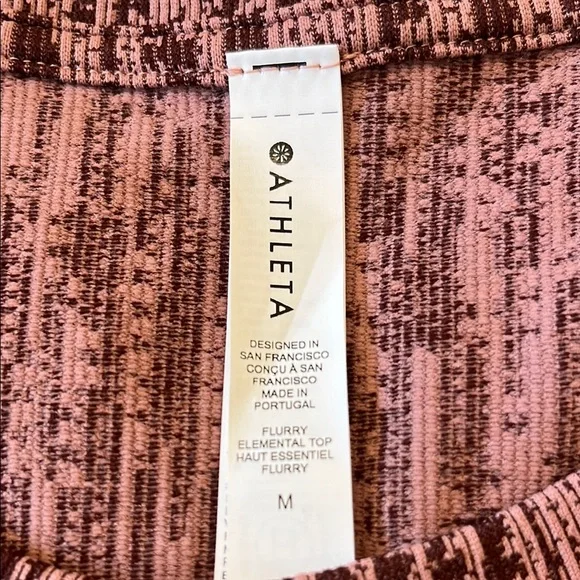 ATHLETA
DESIGNED IN
SAN FRANCISCO
CONÇU À SAN
FRANCISCO
MADE IN
PORTUGAL
FLURRY
ELEMENTAL TOP
HAUT ESSENTIEL
FLURRY
M